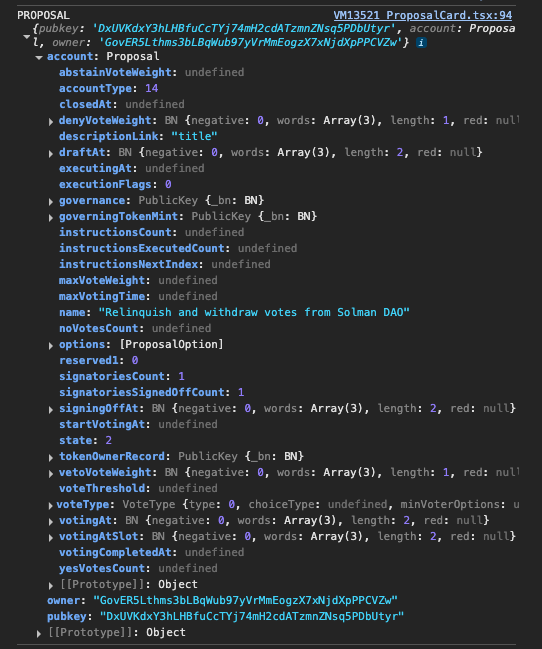 PROPOSAL VM13521 ProposalCard.tsx:94
{pubkey: 'DxUVKdxY3hLHBfuCcTYj74mH2cdATzmnZNsq5PDbUtyr', account: Proposa
l, owner: 'GovER5Lthms3bLBqWub97yVrMmEogzX7xNjdXpPPCVZw'} i
account: Proposal
abstainVoteWeight: undefined
accountType: 14
closedAt: undefined
denyVoteWeight: BN {negative: 0, words: Array(3), length: 1, red: null}
descriptionLink: "title"
draftAt: BN {negative: 0, words: Array(3), length: 2, red: null}
executingAt: undefined
executionFlags: 0
governance: PublicKey {_bn: BN}
governingTokenMint: PublicKey {_bn: BN}
instructionsCount: undefined
instructionsExecutedCount: undefined
instructionsNextIndex: undefined
maxVoteWeight: undefined
maxVotingTime: undefined
name: "Relinquish and withdraw votes from Solman DAO"
noVotesCount: undefined
options: [ProposalOption]
reserved1: 0
signatoriesCount: 1
signatoriesSignedOffCount: 1
signingOffAt: BN {negative: 0, words: Array(3), length: 2, red: null}
startVotingAt: undefined
state: 2
tokenOwnerRecord: PublicKey {_bn: BN}
vetoVoteWeight: BN {negative: 0, words: Array(3), length: 1, red: null}
voteThreshold: undefined
voteType: VoteType {type: 0, choiceType: undefined, minVoterOptions: u
votingAt: BN {negative: 0, words: Array(3), length: 2, red: null}
votingAtSlot: BN {negative: 0, words: Array(3), length: 2, red: null}
votingCompletedAt: undefined
yesVotesCount: undefined
[[Prototype]]: Object
owner: "GovER5Lthms3bLBqWub97yVrMmEogzX7xNjdXpPPCVZw"
pubkey: "DxUVKdxY3hLHBfuCcTYj74mH2cdATzmnZNsq5PDbUtyr"
[[Prototype]]: Object